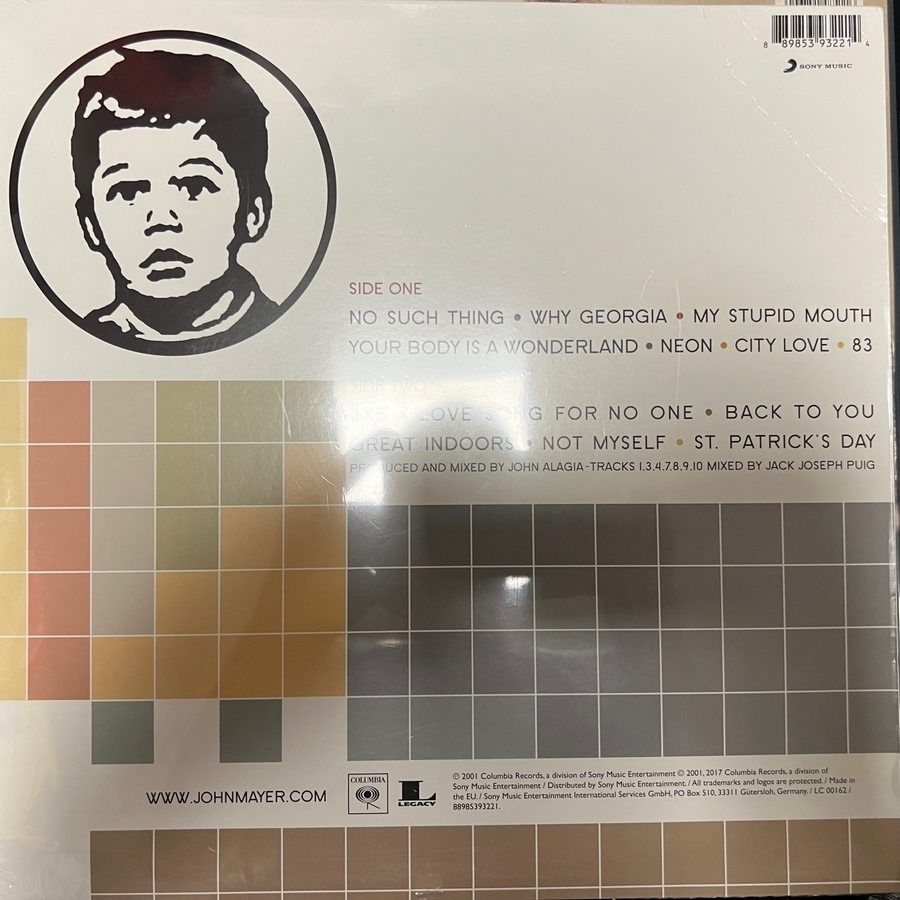 8 89853 93221 4
SONY MUSIC
SIDE ONE
NO SUCH THING • WHY GEORGIA • MY STUPID MOUTH
YOUR BODY IS A WONDERLAND • NEON • CITY LOVE • 83
SIDE TWO
3X5 • LOVE SONG FOR NO ONE • BACK TO YOU
GREAT INDOORS • NOT MYSELF • ST. PATRICK'S DAY
PRODUCED AND MIXED BY JOHN ALAGIA-TRACKS 1,3,4,7,8,9,10 MIXED BY JACK JOSEPH PUIG
WWW.JOHNMAYER.COM
COLUMBIA
L
LEGACY
℗ 2001 Columbia Records, a division of Sony Music Entertainment © 2001, 2017 Columbia Records, a division of
Sony Music Entertainment / Distributed by Sony Music Entertainment / All trademarks and logos are protected. / Made in
the EU. / Sony Music Entertainment International Services GmbH, PO Box 510, 33311 Gütersloh, Germany. / LC 00162 /
88985393221.